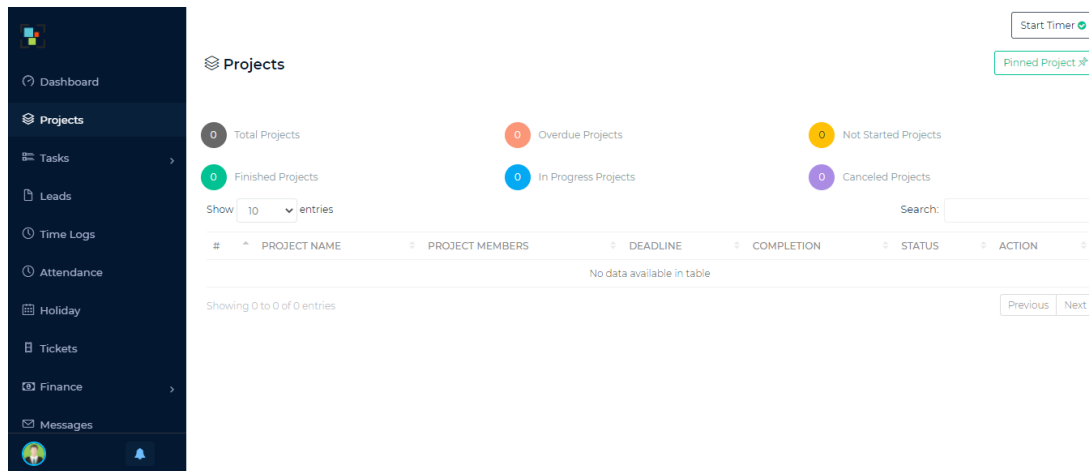 Start Timer
Projects
Pinned Project
Dashboard
Projects
Tasks
Leads
Time Logs
Attendance
Holiday
Tickets
Finance
Messages
0 Total Projects
0 Overdue Projects
0 Not Started Projects
0 Finished Projects
0 In Progress Projects
0 Canceled Projects
Show 10 entries
Search:
# PROJECT NAME PROJECT MEMBERS DEADLINE COMPLETION STATUS ACTION
No data available in table
Showing 0 to 0 of 0 entries
Previous Next